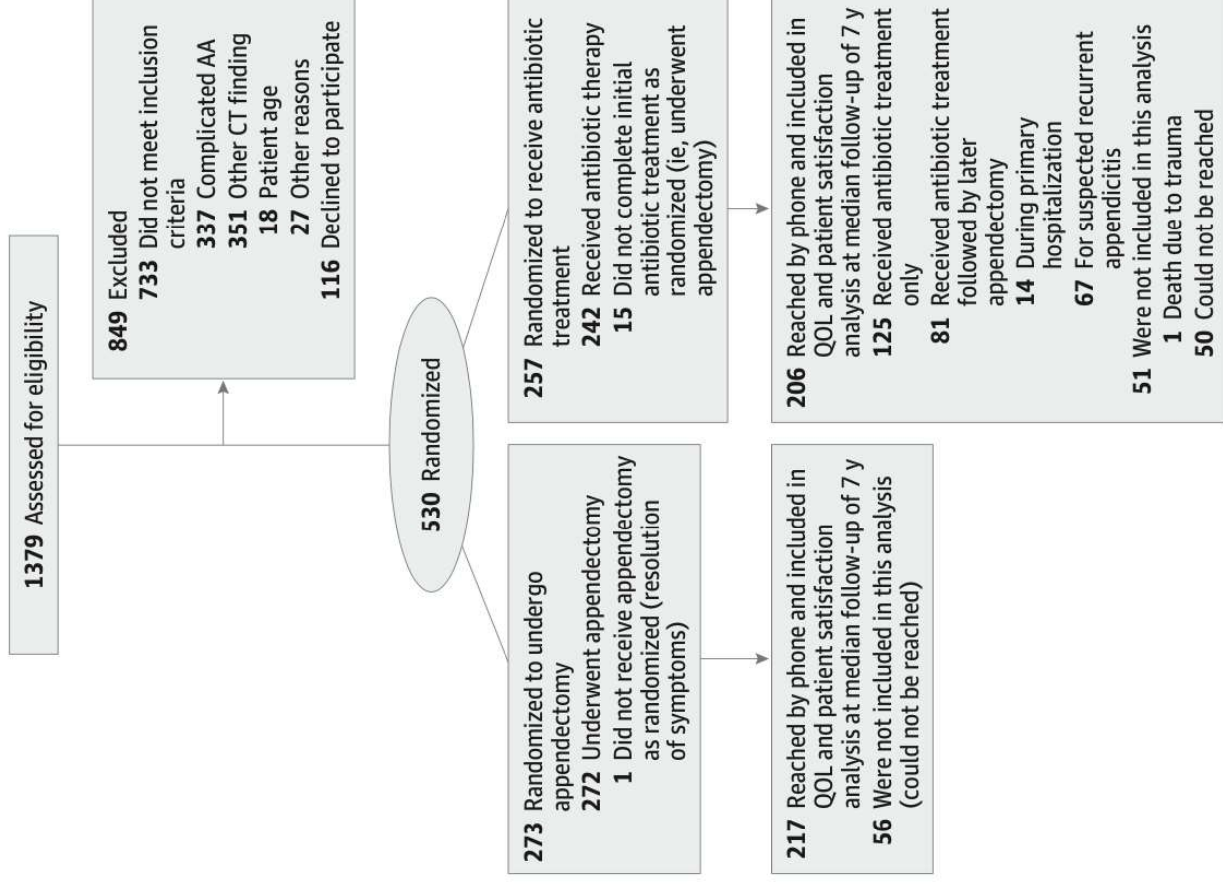 1379 Assessed for eligibility
849 Excluded
733 Did not meet inclusion
criteria
337 Complicated AA
351 Other CT finding
18 Patient age
27 Other reasons
116 Declined to participate
530 Randomized
273 Randomized to undergo
appendectomy
272 Underwent appendectomy
1 Did not receive appendectomy
as randomized (resolution
of symptoms)
257 Randomized to receive antibiotic
treatment
242 Received antibiotic therapy
15 Did not complete initial
antibiotic treatment as
randomized (ie, underwent
appendectomy)
217 Reached by phone and included in
QOL and patient satisfaction
analysis at median follow-up of 7 y
56 Were not included in this analysis
(could not be reached)
206 Reached by phone and included in
QOL and patient satisfaction
analysis at median follow-up of 7 y
125 Received antibiotic treatment
only
81 Received antibiotic treatment
followed by later
appendectomy
14 During primary
hospitalization
67 For suspected recurrent
appendicitis
51 Were not included in this analysis
1 Death due to trauma
50 Could not be reached